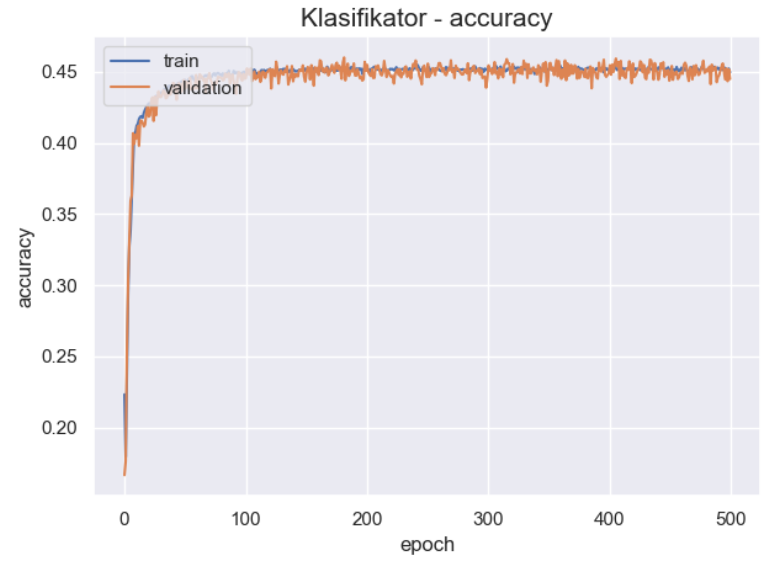 Klasifikator - accuracy
train
validation
0.45
0.40
0.35
0.30
0.25
0.20
accuracy
0 100 200 300 400 500
epoch